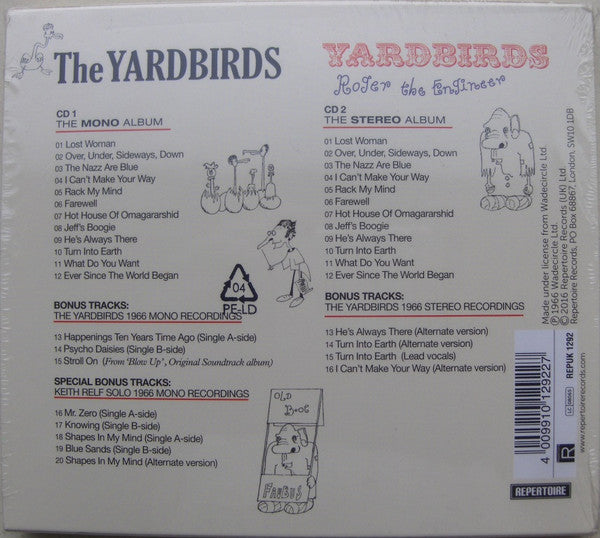 The YARDBIRDS
CD 1
THE MONO ALBUM
01 Lost Woman
02 Over, Under, Sideways, Down
03 The Nazz Are Blue
04 I Can't Make Your Way
05 Rack My Mind
06 Farewell
07 Hot House Of Omagararshid
08 Jeff's Boogie
09 He's Always There
10 Turn Into Earth
11 What Do You Want
12 Ever Since The World Began
BONUS TRACKS:
THE YARDBIRDS 1966 MONO RECORDINGS
13 Happenings Ten Years Time Ago (Single A-side)
14 Psycho Daisies (Single B-side)
15 Stroll On (From 'Blow Up', Original Soundtrack album)
SPECIAL BONUS TRACKS:
KEITH RELF SOLO 1966 MONO RECORDINGS
16 Mr. Zero (Single A-side)
17 Knowing (Single B-side)
18 Shapes In My Mind (Single A-side)
19 Blue Sands (Single B-side)
20 Shapes In My Mind (Alternate version)
04
PE-LD
OLD
BOOG
FAUBUS
YARDBIRDS
Roger the Engineer
CD 2
THE STEREO ALBUM
01 Lost Woman
02 Over, Under, Sideways, Down
03 The Nazz Are Blue
04 I Can't Make Your Way
05 Rack My Mind
06 Farewell
07 Hot House Of Omagararshid
08 Jeff's Boogie
09 He's Always There
10 Turn Into Earth
11 What Do You Want
12 Ever Since The World Began
BONUS TRACKS:
THE YARDBIRDS 1966 STEREO RECORDINGS
13 He's Always There (Alternate version)
14 Turn Into Earth (Alternate version)
15 Turn Into Earth (Lead vocals)
16 I Can't Make Your Way (Alternate version)
Made under license from Wadecircle Ltd.
℗1966 Wadecircle Ltd.
©2016 Repertoire Records (UK) Ltd.
Repertoire Records, PO Box 68867, London, SW10 1DB
4 009910 129227
REPUK 1292
R
www.repertoirerecords.com
REPERTOIRE